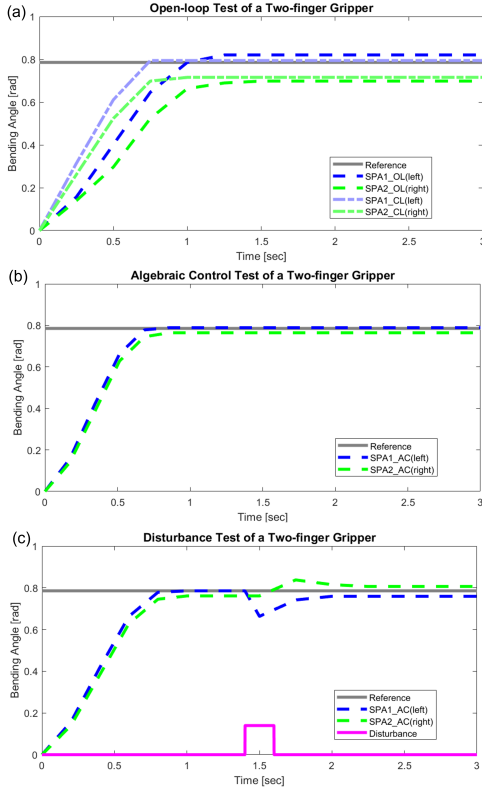 (a)
Open-loop Test of a Two-finger Gripper
1
0.8
0.6
0.4
0.2
0
Bending Angle [rad]
Reference
SPA1_OL(left)
SPA2_OL(right)
SPA1_CL(left)
SPA2_CL(right)
0 0.5 1 1.5 2 2.5 3
Time [sec]
(b)
Algebraic Control Test of a Two-finger Gripper
1
0.8
0.6
0.4
0.2
0
Bending Angle [rad]
Reference
SPA1_AC(left)
SPA2_AC(right)
0 0.5 1 1.5 2 2.5 3
Time [sec]
(c)
Disturbance Test of a Two-finger Gripper
1
0.8
0.6
0.4
0.2
0
Bending Angle [rad]
Reference
SPA1_AC(left)
SPA2_AC(right)
Disturbance
0 0.5 1 1.5 2 2.5 3
Time [sec]